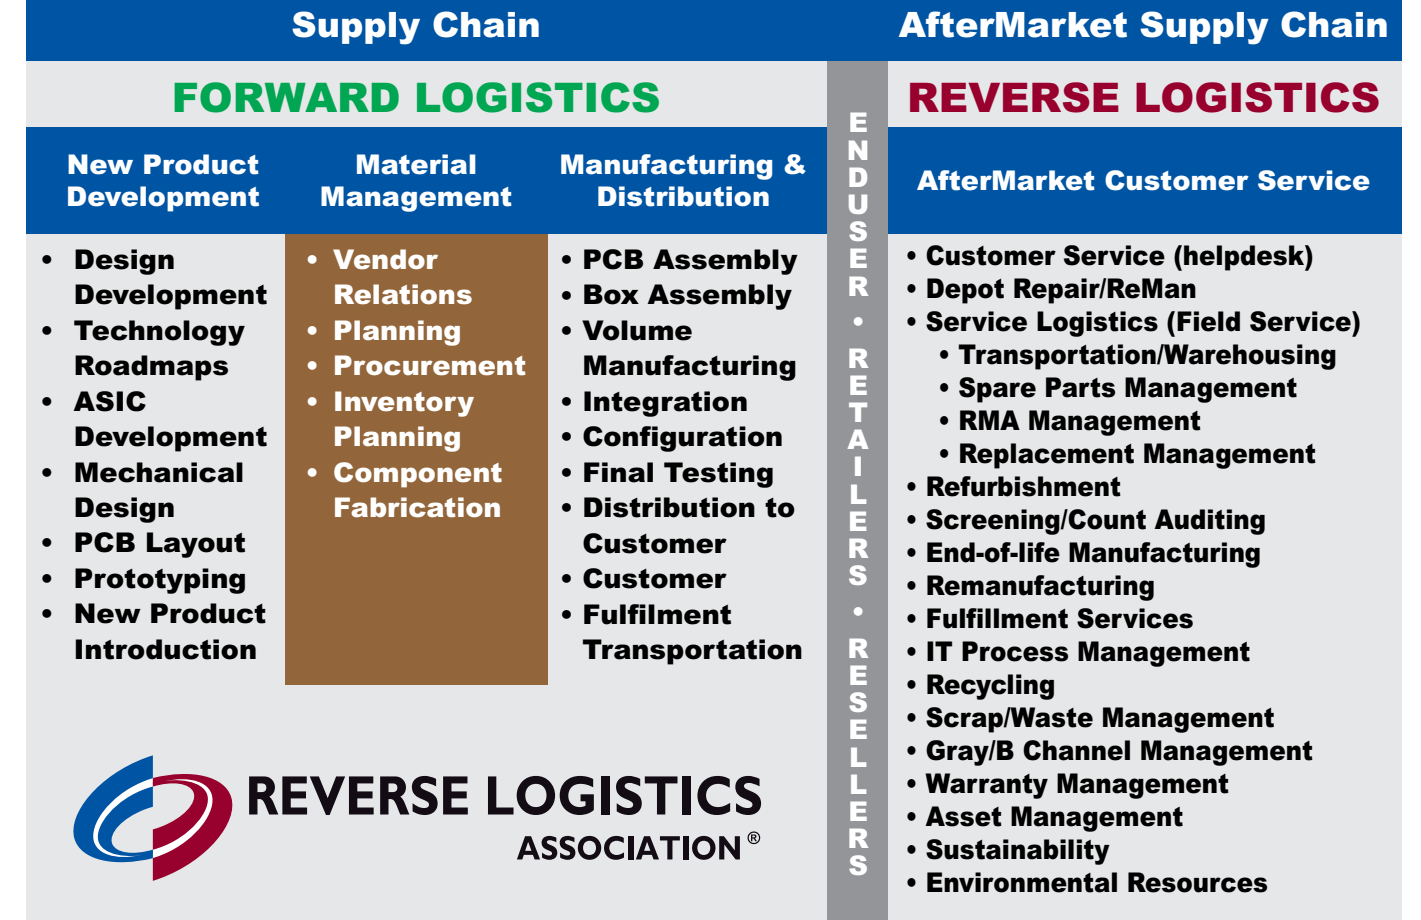 Supply Chain
AfterMarket Supply Chain
FORWARD LOGISTICS
REVERSE LOGISTICS
New Product
Development
Material
Management
Manufacturing &
Distribution
AfterMarket Customer Service
• Design
Development
• Technology
Roadmaps
• ASIC
Development
• Mechanical
Design
• PCB Layout
• Prototyping
• New Product
Introduction
• Vendor
Relations
• Planning
• Procurement
• Inventory
Planning
• Component
Fabrication
• PCB Assembly
• Box Assembly
• Volume
Manufacturing
• Integration
• Configuration
• Final Testing
• Distribution to
Customer
• Customer
• Fulfilment
Transportation
ENDUSER • RETAILERS • RESELLERS
• Customer Service (helpdesk)
• Depot Repair/ReMan
• Service Logistics (Field Service)
• Transportation/Warehousing
• Spare Parts Management
• RMA Management
• Replacement Management
• Refurbishment
• Screening/Count Auditing
• End-of-life Manufacturing
• Remanufacturing
• Fulfillment Services
• IT Process Management
• Recycling
• Scrap/Waste Management
• Gray/B Channel Management
• Warranty Management
• Asset Management
• Sustainability
• Environmental Resources
REVERSE LOGISTICS
ASSOCIATION®